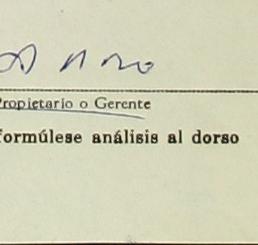 Propietario o Gerente
formúlese análisis al dorso